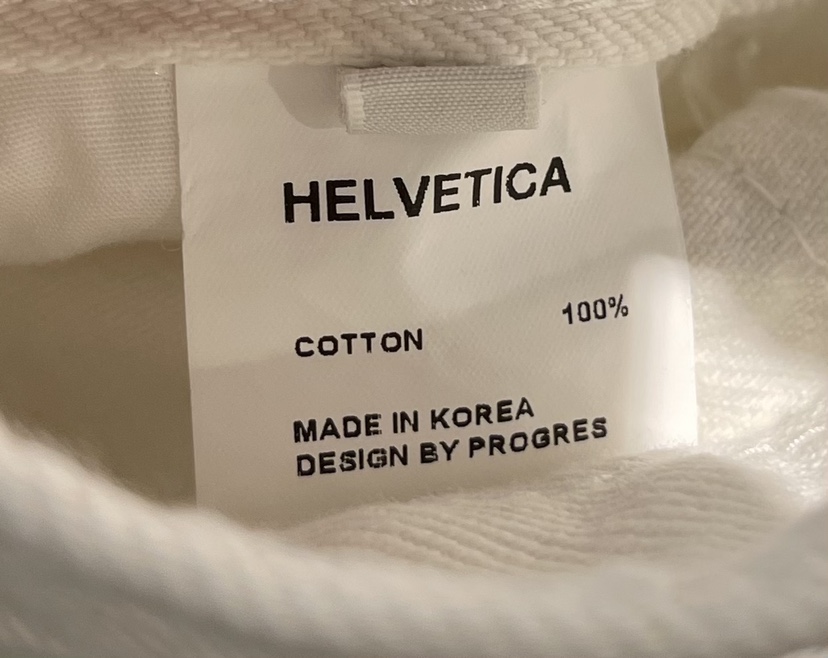 HELVETICA
COTTON 100%
MADE IN KOREA
DESIGN BY PROGRES